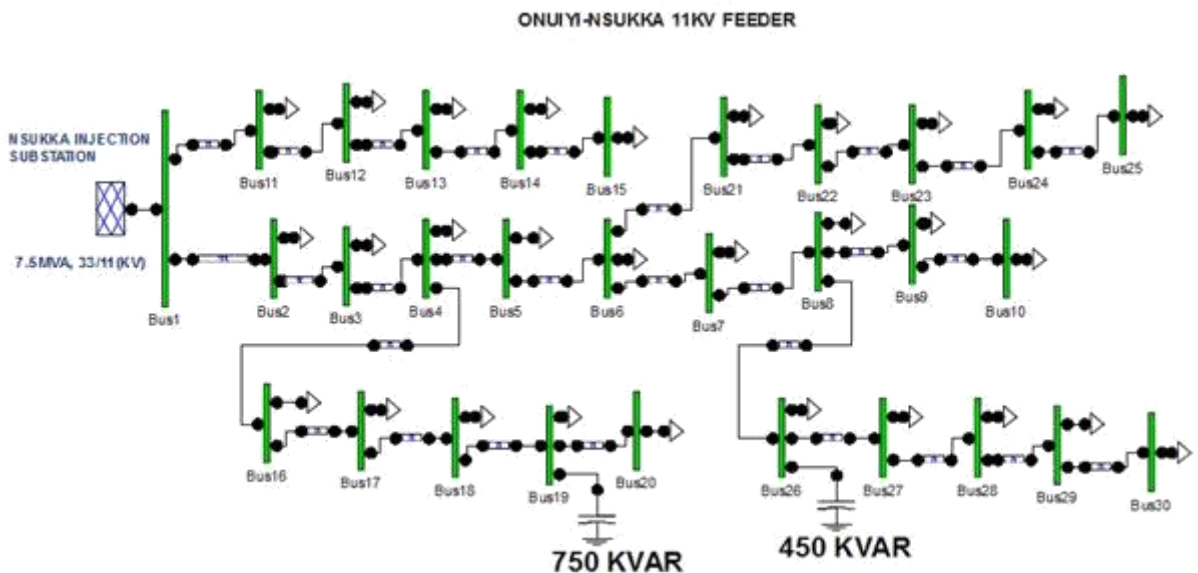 ONUIYI-NSUKKA 11KV FEEDER
NSUKKA INJECTION
SUBSTATION
7.5MVA, 33/11(KV)
Bus1
Bus11
Bus12
Bus13
Bus14
Bus15
Bus21
Bus22
Bus23
Bus24
Bus25
Bus2
Bus3
Bus4
Bus5
Bus6
Bus7
Bus8
Bus9
Bus10
Bus16
Bus17
Bus18
Bus19
Bus20
Bus26
Bus27
Bus28
Bus29
Bus30
750 KVAR
450 KVAR